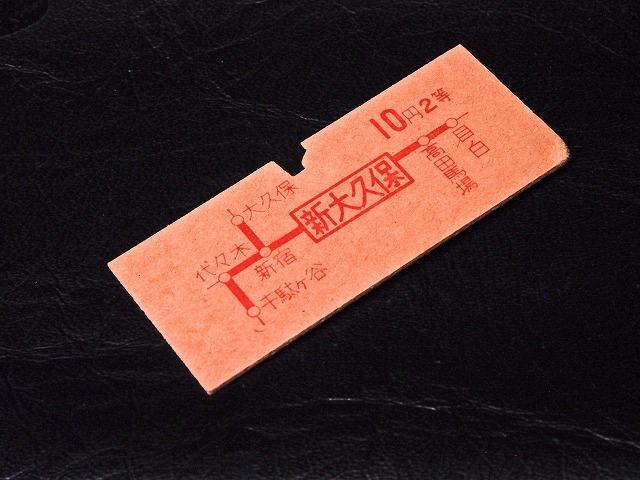 10円2等
目白
高田馬場
新大久保
大久保
新宿
代々木
千駄ヶ谷